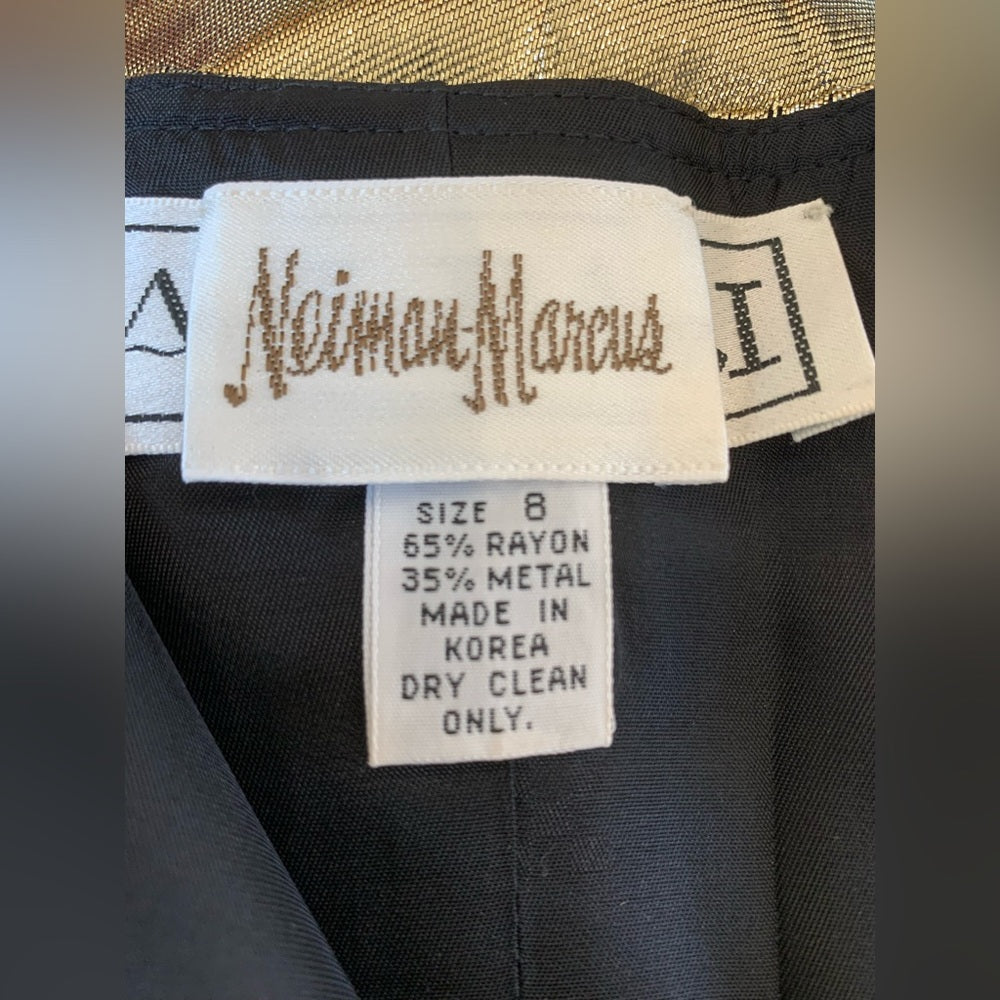 Neiman-Marcus
SIZE 8
65% RAYON
35% METAL
MADE IN
KOREA
DRY CLEAN
ONLY.